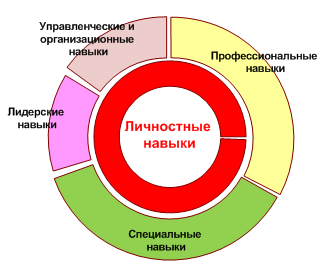 Управленческие и
организационные
навыки
Профессиональные
навыки
Лидерские
навыки
Личностные
навыки
Специальные
навыки